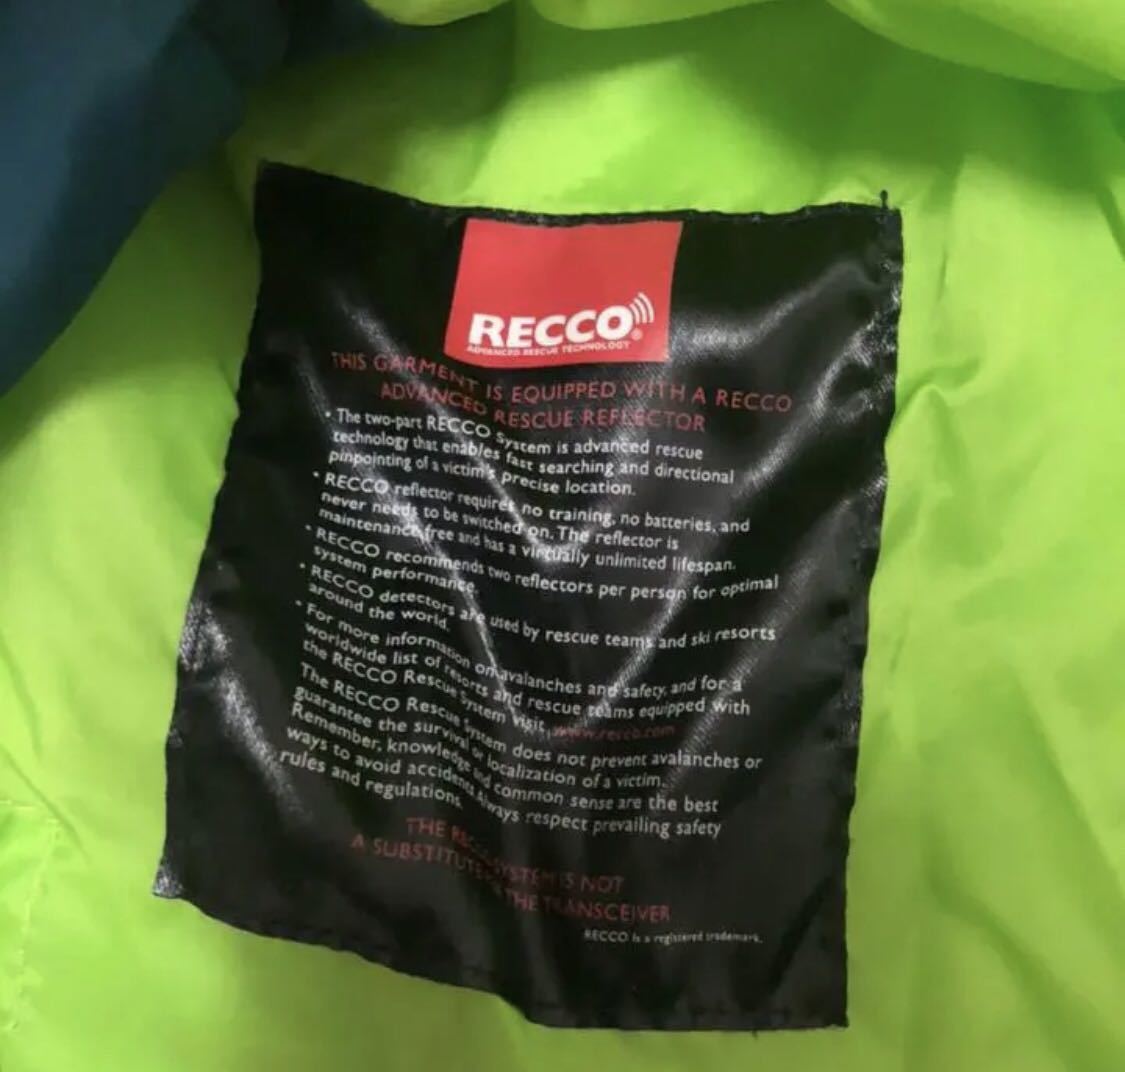 RECCO®
ADVANCED RESCUE TECHNOLOGY
THIS GARMENT IS EQUIPPED WITH A RECCO
ADVANCED RESCUE REFLECTOR
• The two-part RECCO System is advanced rescue
technology that enables fast searching and directional
pinpointing of a victim's precise location.
• RECCO reflector requires no training, no batteries, and
never needs to be switched on. The reflector is
maintenance free and has a virtually unlimited lifespan.
• RECCO recommends two reflectors per person for optimal
system performance.
• RECCO detectors are used by rescue teams and ski resorts
around the world.
• For more information on avalanches and safety, and for a
worldwide list of resorts and rescue teams equipped with
the RECCO Rescue System visit, www.recco.com
The RECCO Rescue System does not prevent avalanches or
guarantee the survival or localization of a victim.
Remember, knowledge and common sense are the best
ways to avoid accidents. Always respect prevailing safety
rules and regulations.
THE RECCO SYSTEM IS NOT
A SUBSTITUTE THE TRANSCEIVER
RECCO is a registered trademark.